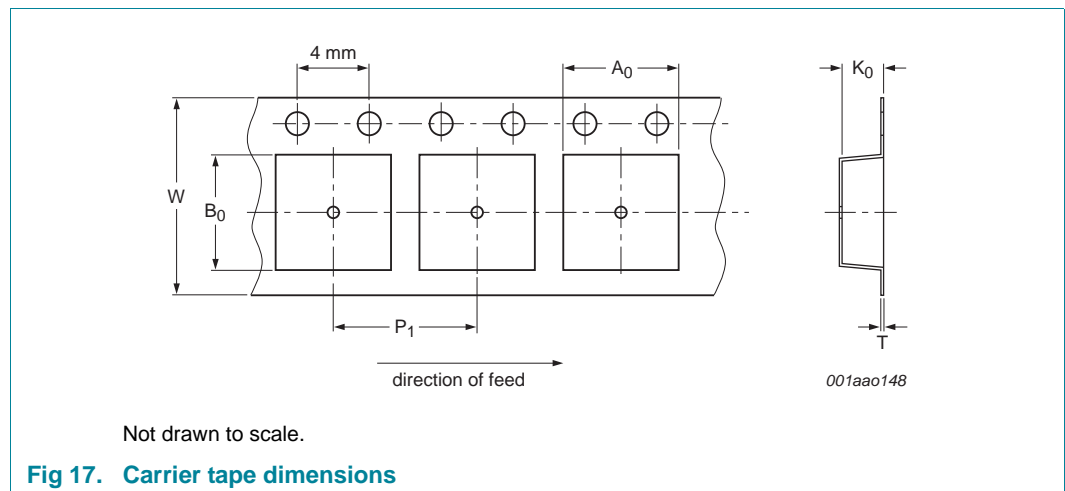 4 mm
A0
K0
W
B0
P1
T
direction of feed
001aao148
Not drawn to scale.
Fig 17. Carrier tape dimensions